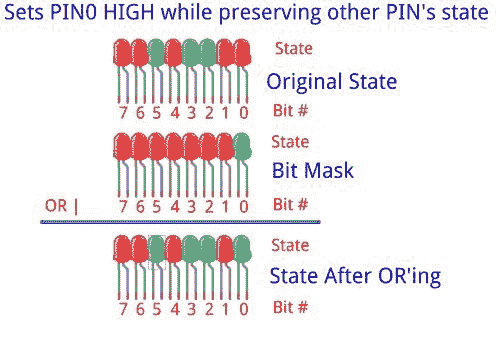 Sets PIN0 HIGH while preserving other PIN's state
State
Original State
7 6 5 4 3 2 1 0 Bit #
State
Bit Mask
OR | 7 6 5 4 3 2 1 0 Bit #
State
State After OR'ing
7 6 5 4 3 2 1 0 Bit #